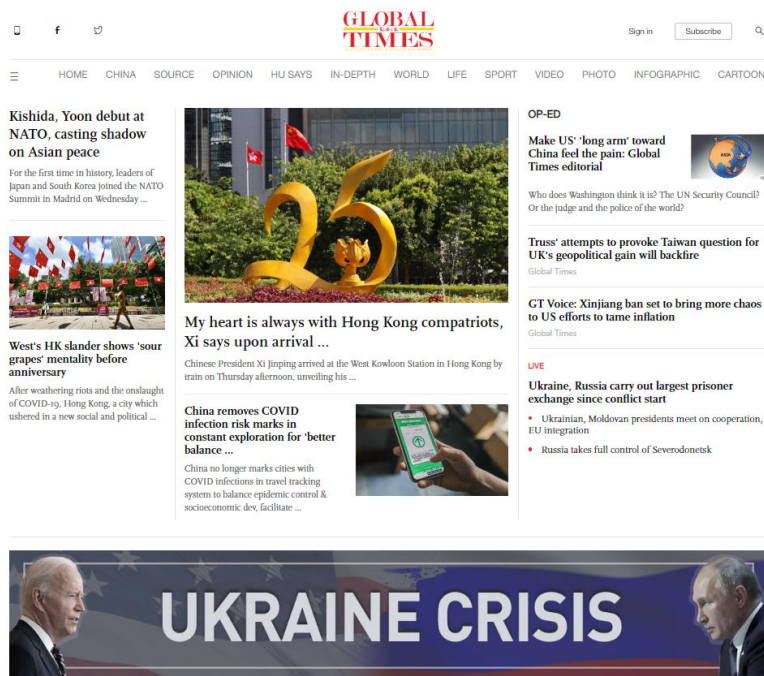 GLOBAL
TIMES
Sign in
Subscribe
HOME CHINA SOURCE OPINION HU SAYS IN-DEPTH WORLD LIFE SPORT VIDEO PHOTO INFOGRAPHIC CARTOON
Kishida, Yoon debut at
NATO, casting shadow
on Asian peace
For the first time in history, leaders of
Japan and South Korea joined the NATO
Summit in Madrid on Wednesday ...
West's HK slander shows 'sour
grapes' mentality before
anniversary
After weathering riots and the onslaught
of COVID-19, Hong Kong, a city which
ushered in a new social and political ...
My heart is always with Hong Kong compatriots,
Xi says upon arrival ...
Chinese President Xi Jinping arrived at the West Kowloon Station in Hong Kong by
train on Thursday afternoon, unveiling his ...
China removes COVID
infection risk marks in
constant exploration for 'better
balance ...
China no longer marks cities with
COVID infections in travel tracking
system to balance epidemic control &
socioeconomic dev, facilitate ...
OP-ED
Make US' 'long arm' toward
China feel the pain: Global
Times editorial
ASIA
Who does Washington think it is? The UN Security Council?
Or the judge and the police of the world?
Truss' attempts to provoke Taiwan question for
UK's geopolitical gain will backfire
Global Times
GT Voice: Xinjiang ban set to bring more chaos
to US efforts to tame inflation
Global Times
LIVE
Ukraine, Russia carry out largest prisoner
exchange since conflict start
• Ukrainian, Moldovan presidents meet on cooperation,
EU integration
• Russia takes full control of Severodonetsk
UKRAINE CRISIS